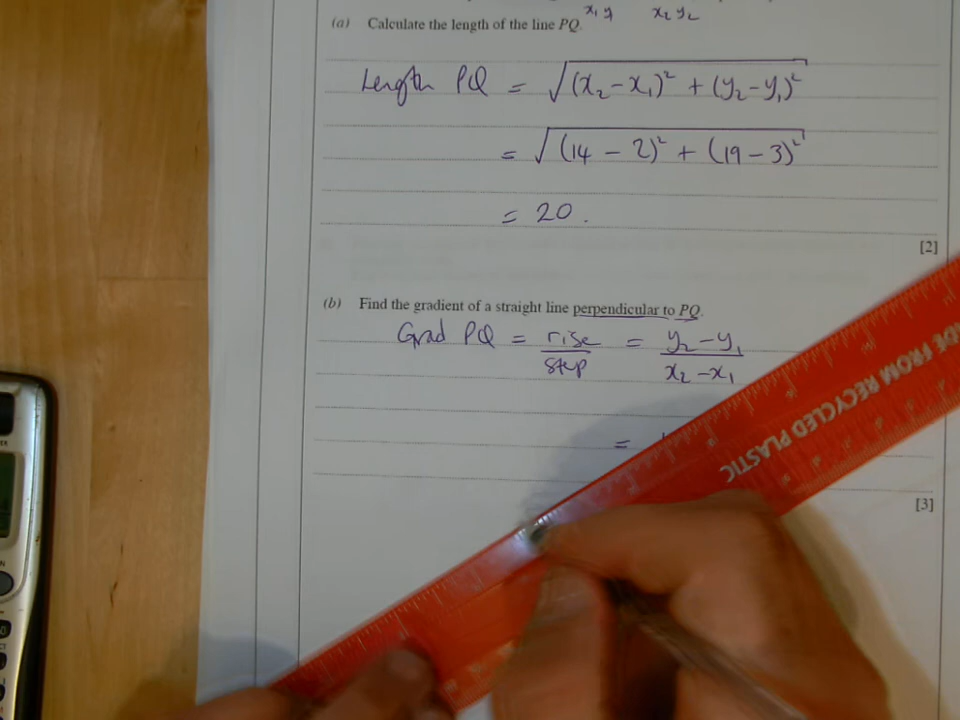 x₁ y x₂ y₂
(a) Calculate the length of the line PQ.
Length PQ = √(x₂-x₁)² + (y₂-y₁)²
= √(14 - 2)² + (19 - 3)²
= 20.
[2]
(b) Find the gradient of a straight line perpendicular to PQ.
Grad PQ = rise/step = y₂-y₁/x₂-x₁
=
[3]
DE FROM RECYCLED PLASTIC